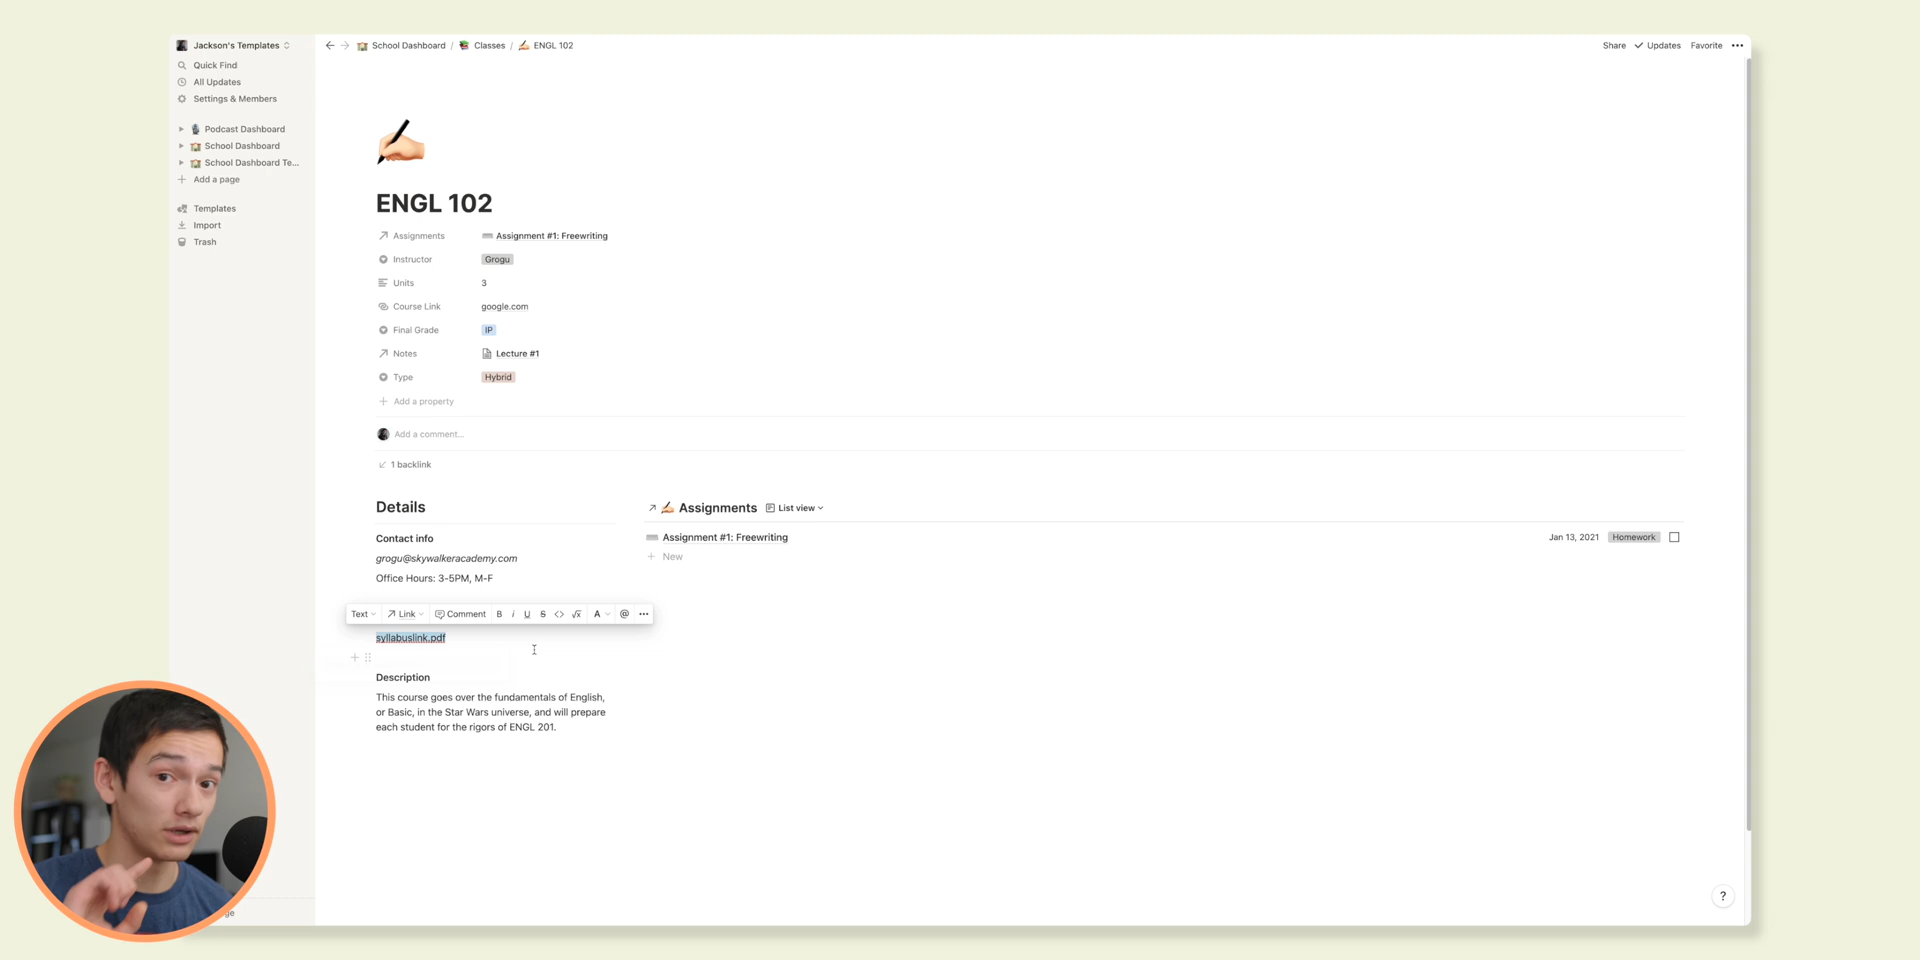 Jackson's Templates
Quick Find
All Updates
Settings & Members
Podcast Dashboard
School Dashboard
School Dashboard Te...
Add a page
Templates
Import
Trash
School Dashboard / Classes / ENGL 102
Share Updates Favorite
ENGL 102
Assignments Assignment #1: Freewriting
Instructor Grogu
Units 3
Course Link google.com
Final Grade IP
Notes Lecture #1
Type Hybrid
Add a property
Add a comment...
1 backlink
Details
Contact info
grogu@skywalkeracademy.com
Office Hours: 3-5PM, M-F
Text Link Comment B i U S <> √x A @
syllabuslink.pdf
Description
This course goes over the fundamentals of English,
or Basic, in the Star Wars universe, and will prepare
each student for the rigors of ENGL 201.
Assignments List view
Assignment #1: Freewriting Jan 13, 2021 Homework
New
?